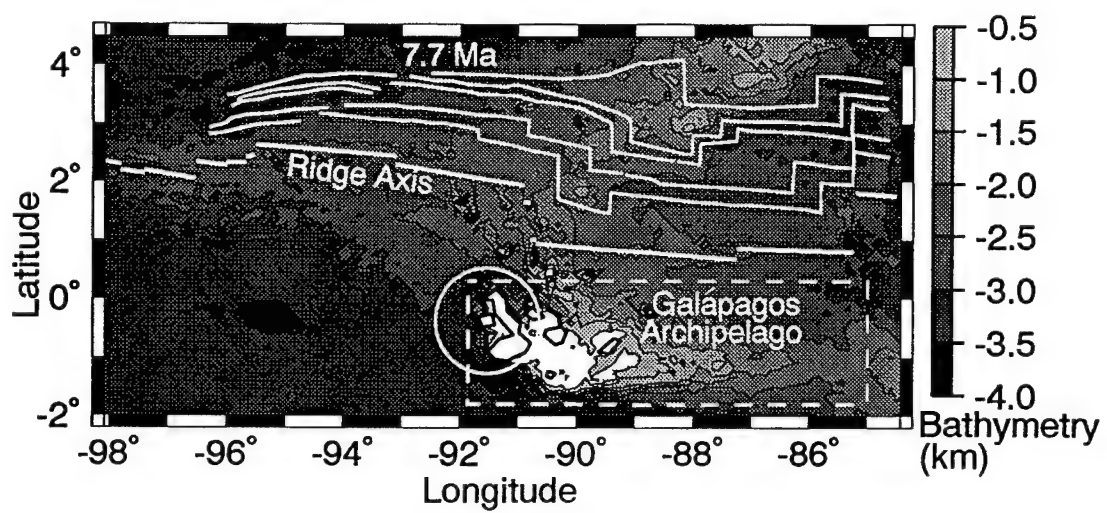 7.7 Ma
Ridge Axis
Galápagos
Archipelago
4°
2°
0°
-2°
Latitude
-98° -96° -94° -92° -90° -88° -86°
Longitude
-0.5
-1.0
-1.5
-2.0
-2.5
-3.0
-3.5
-4.0
Bathymetry
(km)